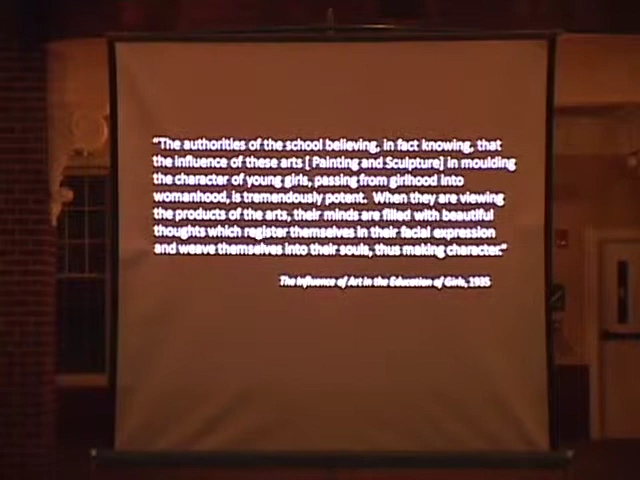 "The authorities of the school believing, in fact knowing, that
the influence of these arts [ Painting and Sculpture] in moulding
the character of young girls, passing from girlhood into
womanhood, is tremendously potent. When they are viewing
the products of the arts, their minds are filled with beautiful
thoughts which register themselves in their facial expression
and weave themselves into their souls, thus making character."
The Influence of Art in the Education of Girls, 1935